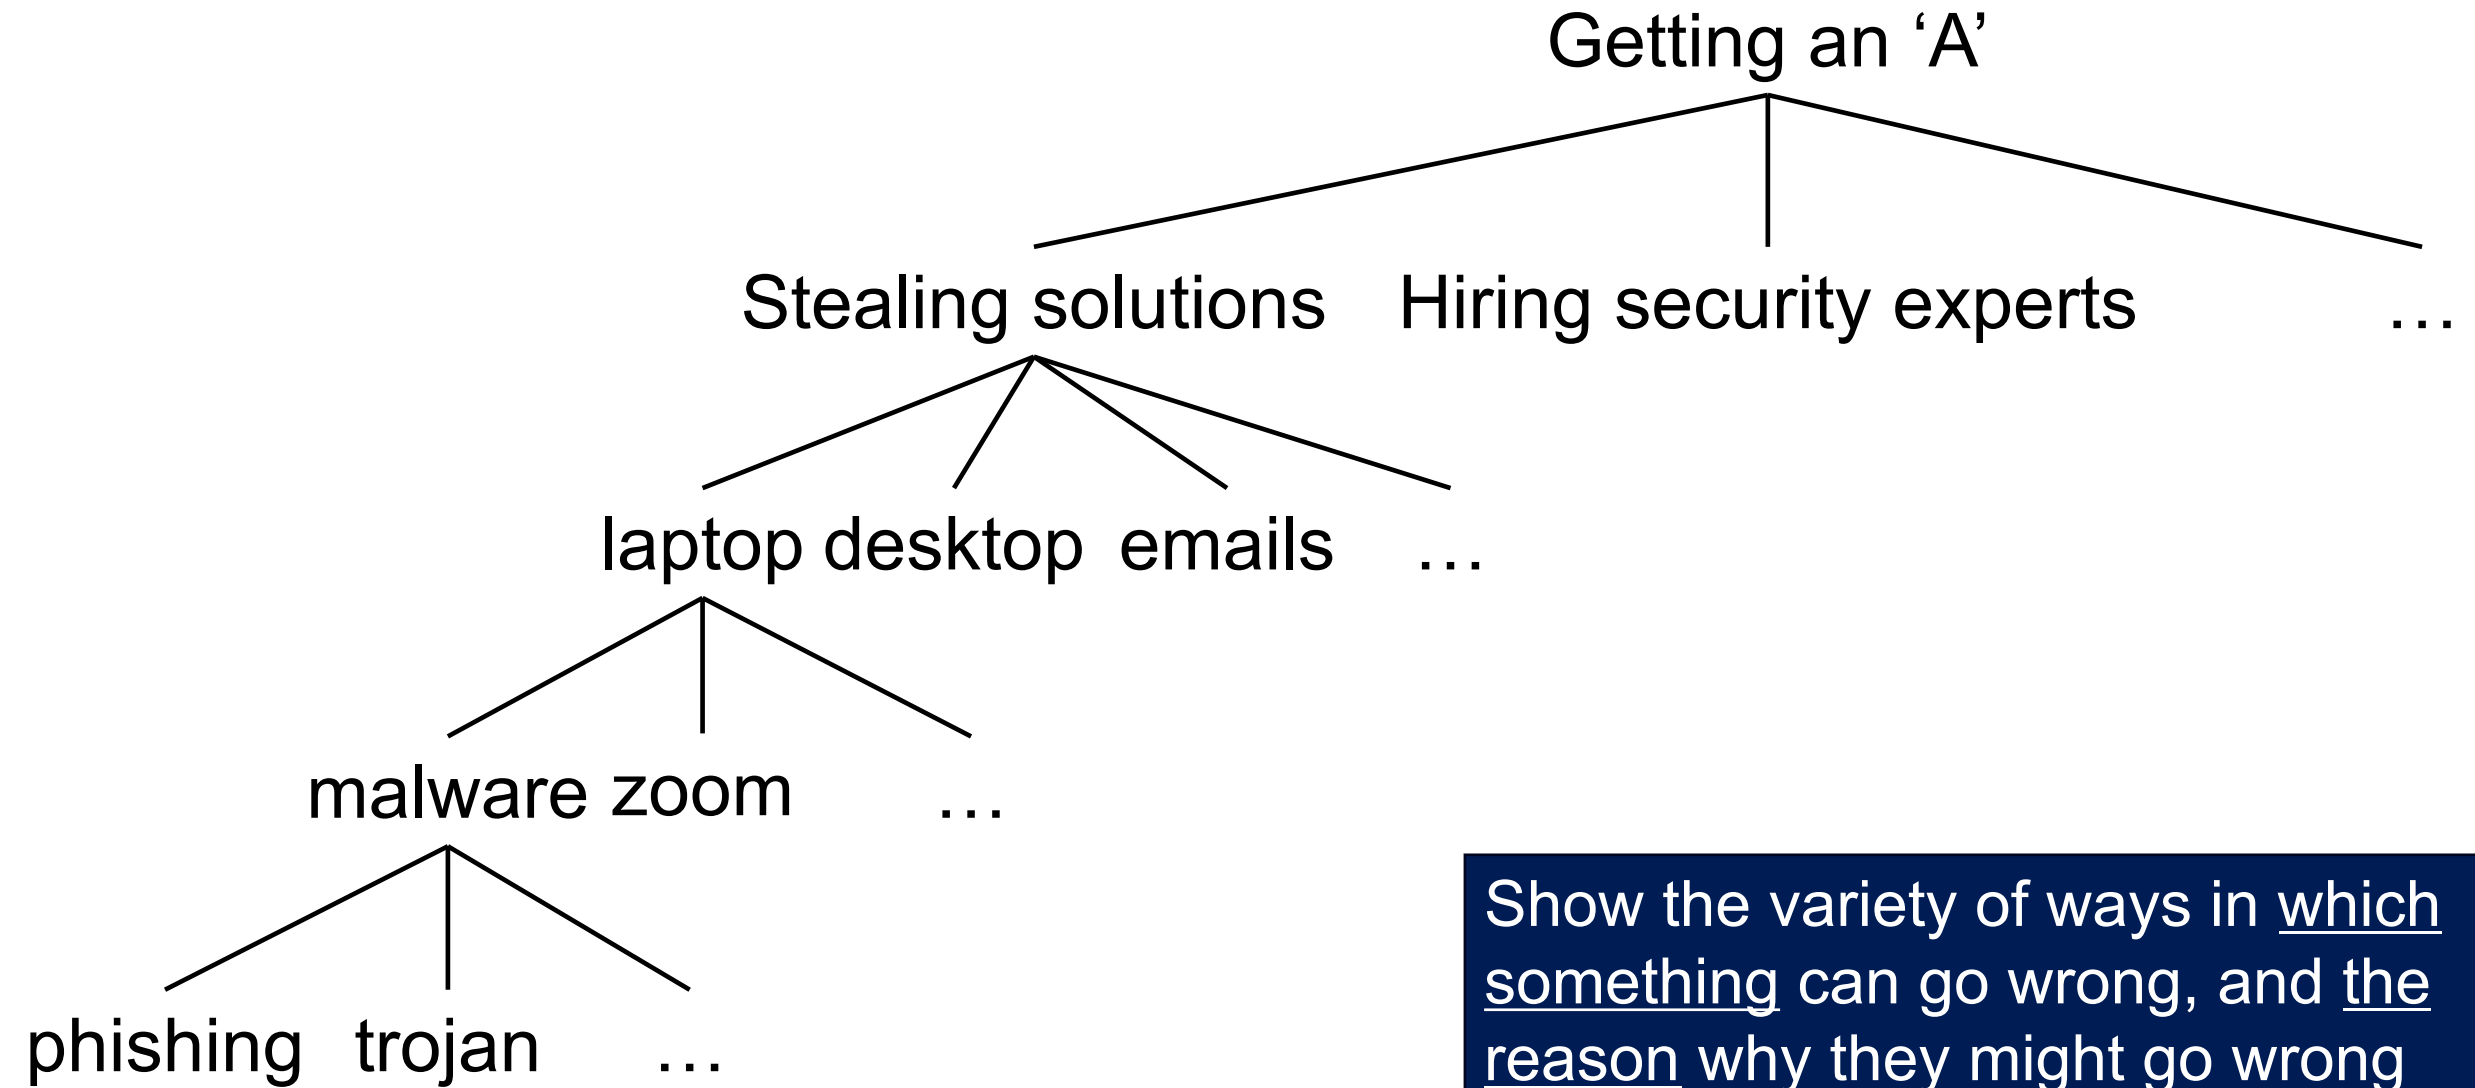 Getting an ‘A’
Stealing solutions Hiring security experts …
laptop desktop emails …
malware zoom …
phishing trojan …
Show the variety of ways in which
something can go wrong, and the
reason why they might go wrong